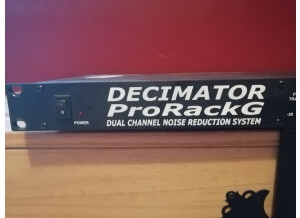 DECIMATOR
ProRackG
DUAL CHANNEL NOISE REDUCTION SYSTEM
POWER